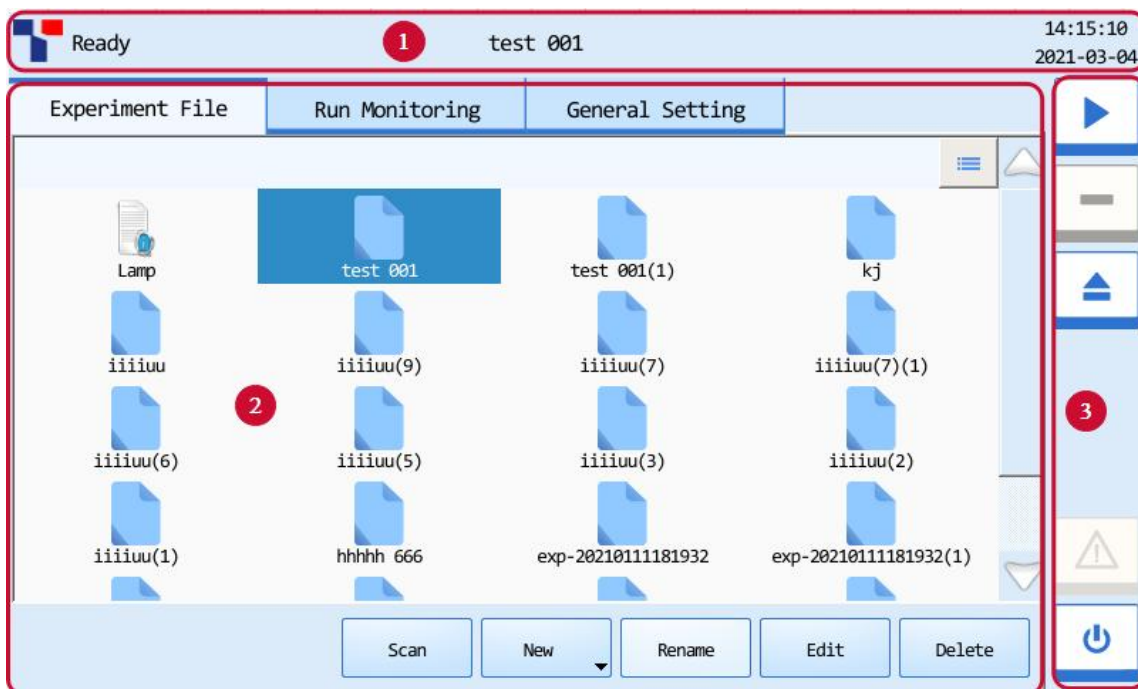 Ready 1 test 001 14:15:10
2021-03-04
Experiment File Run Monitoring General Setting
Lamp test 001 test 001(1) kj
iiiiuu iiiiuu(9) iiiiuu(7) iiiiuu(7)(1)
2 3
iiiiuu(6) iiiiuu(5) iiiiuu(3) iiiiuu(2)
iiiiuu(1) hhhhh 666 exp-20210111181932 exp-20210111181932(1)
Scan New Rename Edit Delete